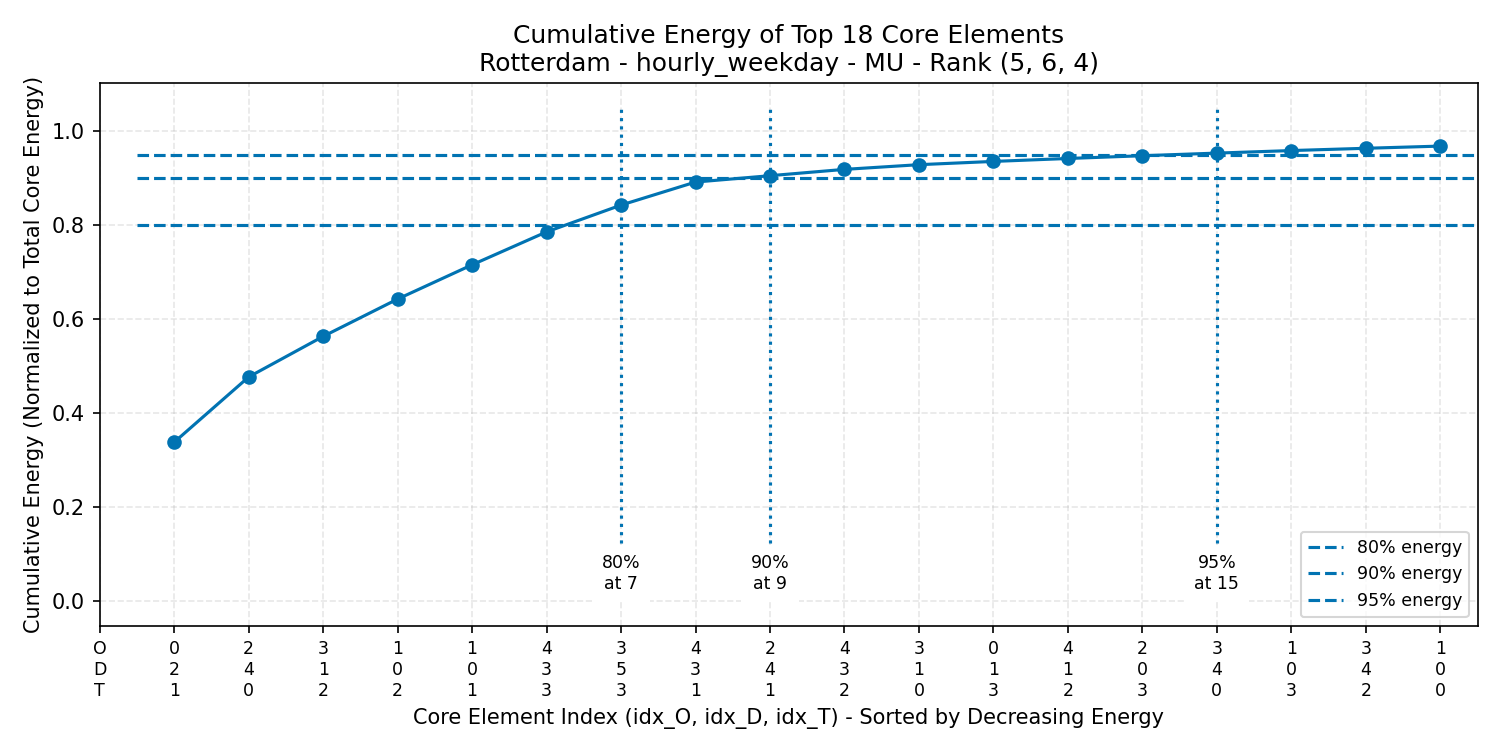 Cumulative Energy of Top 18 Core Elements
Rotterdam - hourly_weekday - MU - Rank (5, 6, 4)
Cumulative Energy (Normalized to Total Core Energy)
1.0
0.8
0.6
0.4
0.2
0.0
80%
at 7
90%
at 9
95%
at 15
80% energy
90% energy
95% energy
O 0 2 3 1 1 4 3 4 2 4 3 0 4 2 3 1 3 1
D 2 4 1 0 0 3 5 3 4 3 1 1 1 0 4 0 4 0
T 1 0 2 2 1 3 3 1 1 2 0 3 2 3 0 3 2 0
Core Element Index (idx_O, idx_D, idx_T) - Sorted by Decreasing Energy